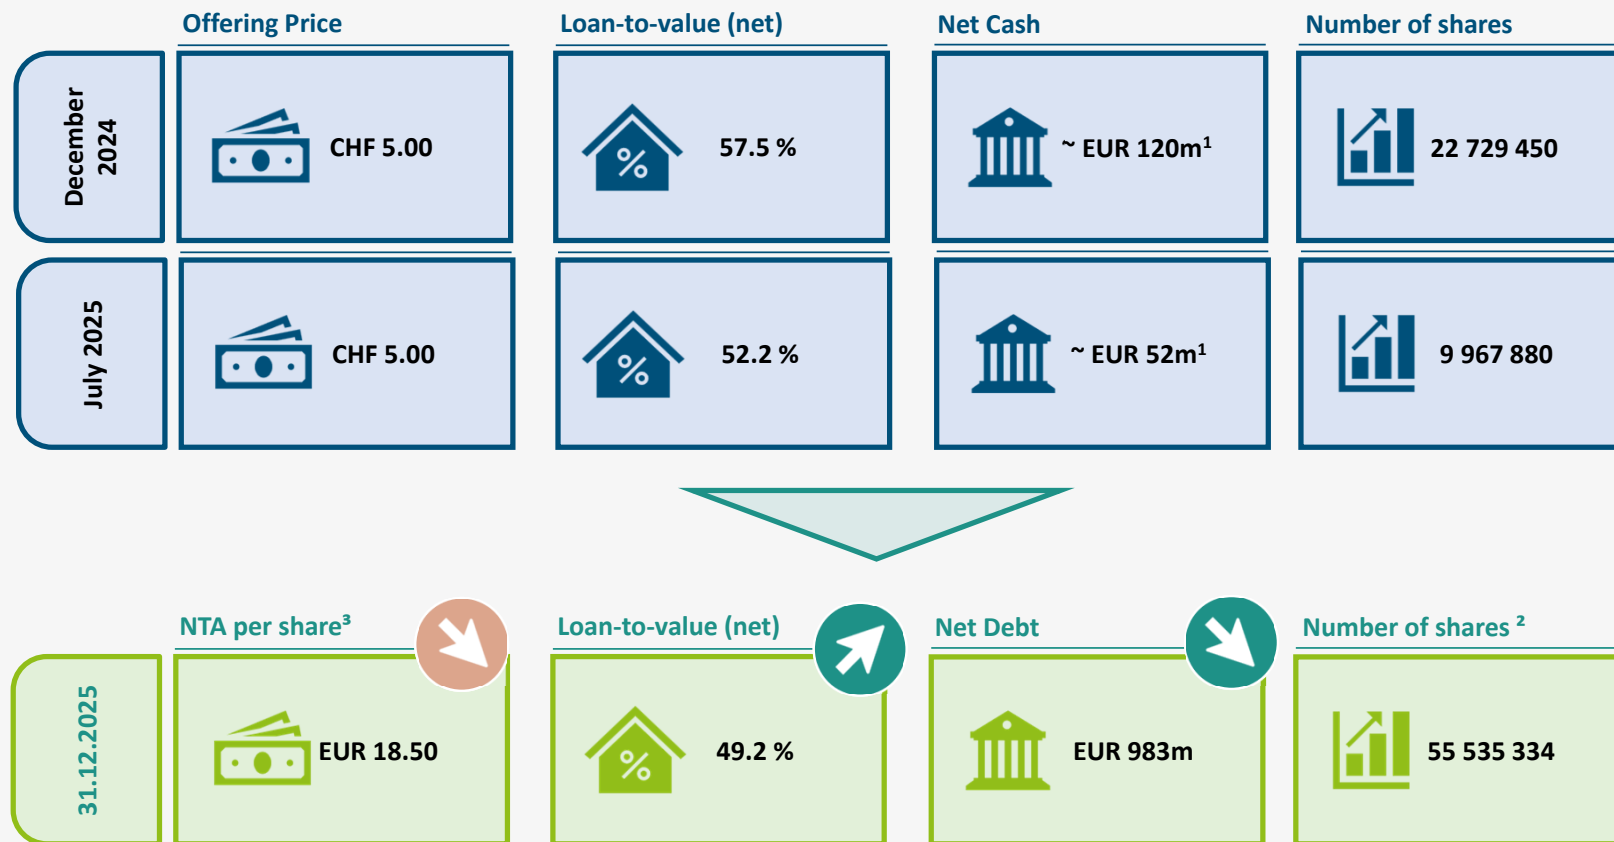 Offering Price
Loan-to-value (net)
Net Cash
Number of shares
December
2024
CHF 5.00
%
57.5 %
~ EUR 120m¹
22 729 450
July 2025
CHF 5.00
%
52.2 %
~ EUR 52m¹
9 967 880
NTA per share³
Loan-to-value (net)
Net Debt
Number of shares ²
31.12.2025
EUR 18.50
%
49.2 %
EUR 983m
55 535 334